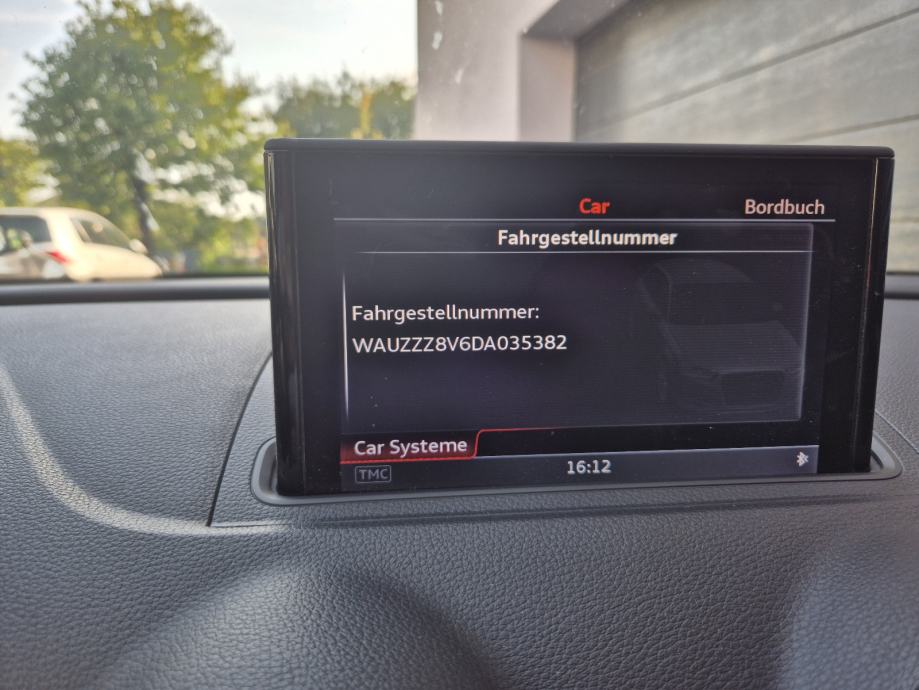 Car Bordbuch
Fahrgestellnummer
Fahrgestellnummer:
WAUZZZ8V6DA035382
Car Systeme
TMC 16:12